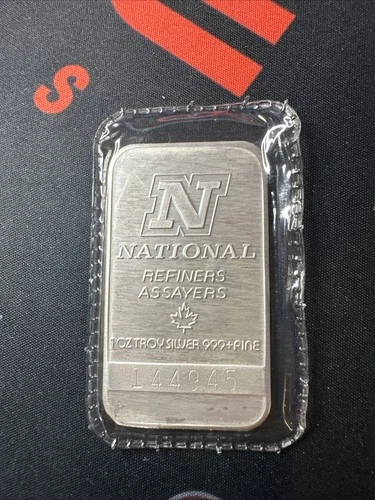 S
N
NATIONAL
REFINERS
ASSAYERS
1 OZ TROY SILVER 999+FINE
144945